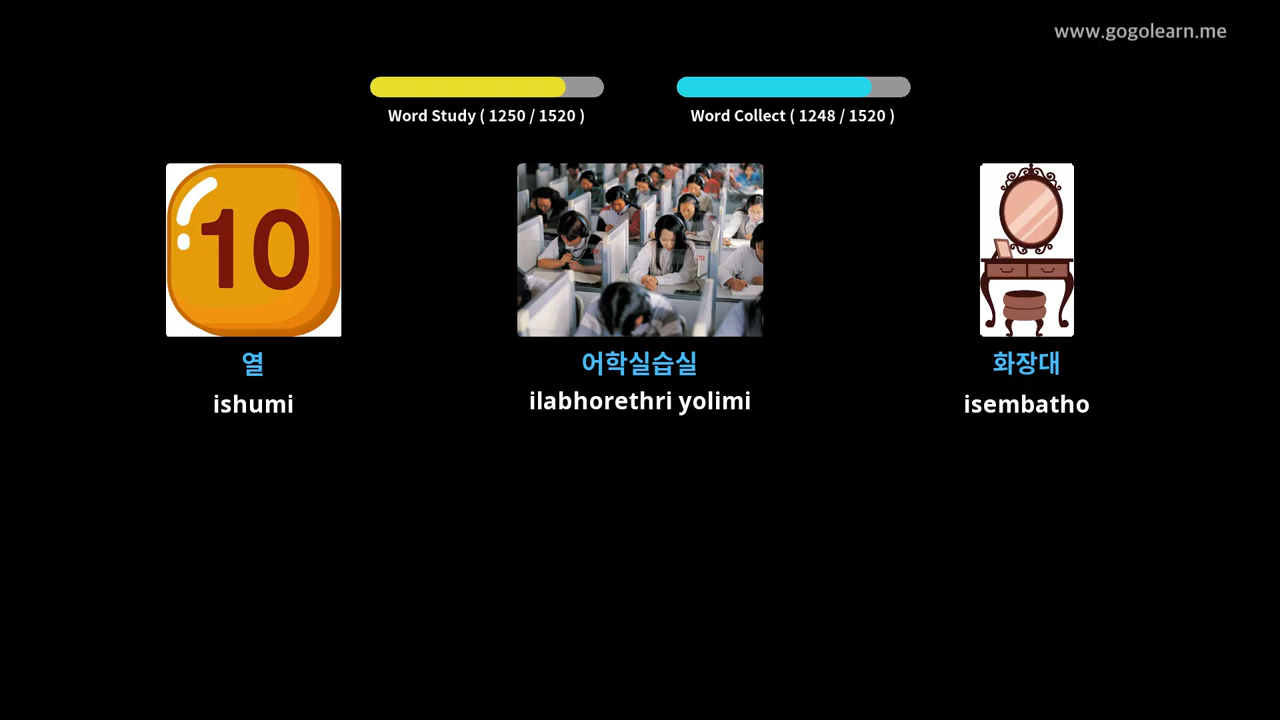 www.gogolearn.me
Word Study ( 1250 / 1520 )
Word Collect ( 1248 / 1520 )
10
열
어학실습실
화장대
ishumi
ilabhorethri yolimi
isembatho